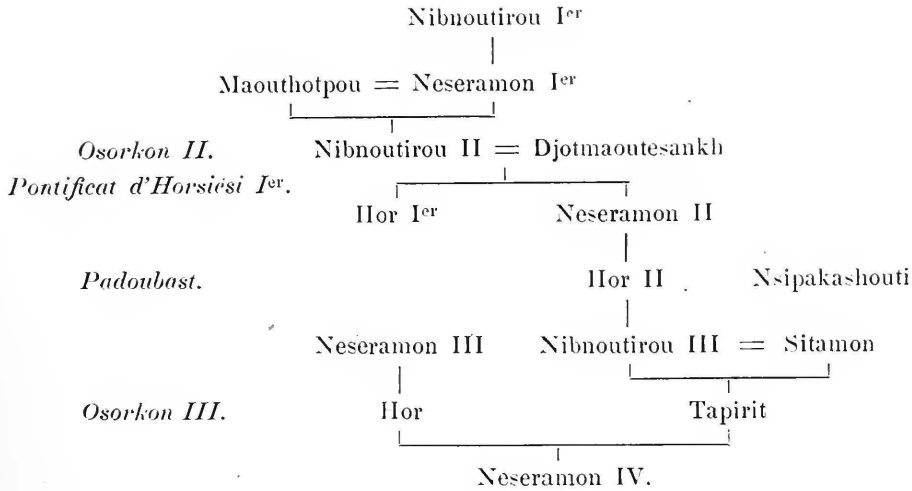 Nibnoutirou Ier
Maouthotpou = Neseramon Ier
Osorkon II. Nibnoutirou II = Djotmaoutesankh
Pontificat d'Horsiési Ier.
Hor Ier Neseramon II
Padoubast. Hor II Nsipakashouti
Neseramon III Nibnoutirou III = Sitamon
Osorkon III. Hor Tapirit
Neseramon IV.